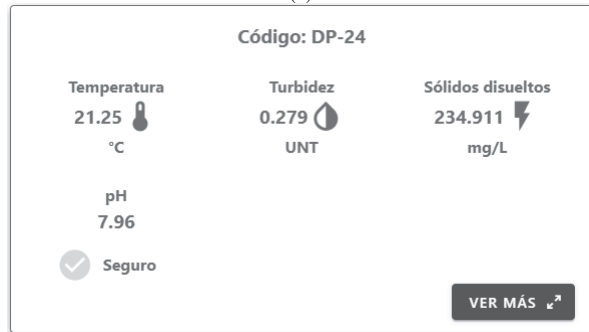 Código: DP-24
Temperatura Turbidez Sólidos disueltos
21.25 0.279 234.911
°C UNT mg/L
pH
7.96
Seguro
VER MÁS